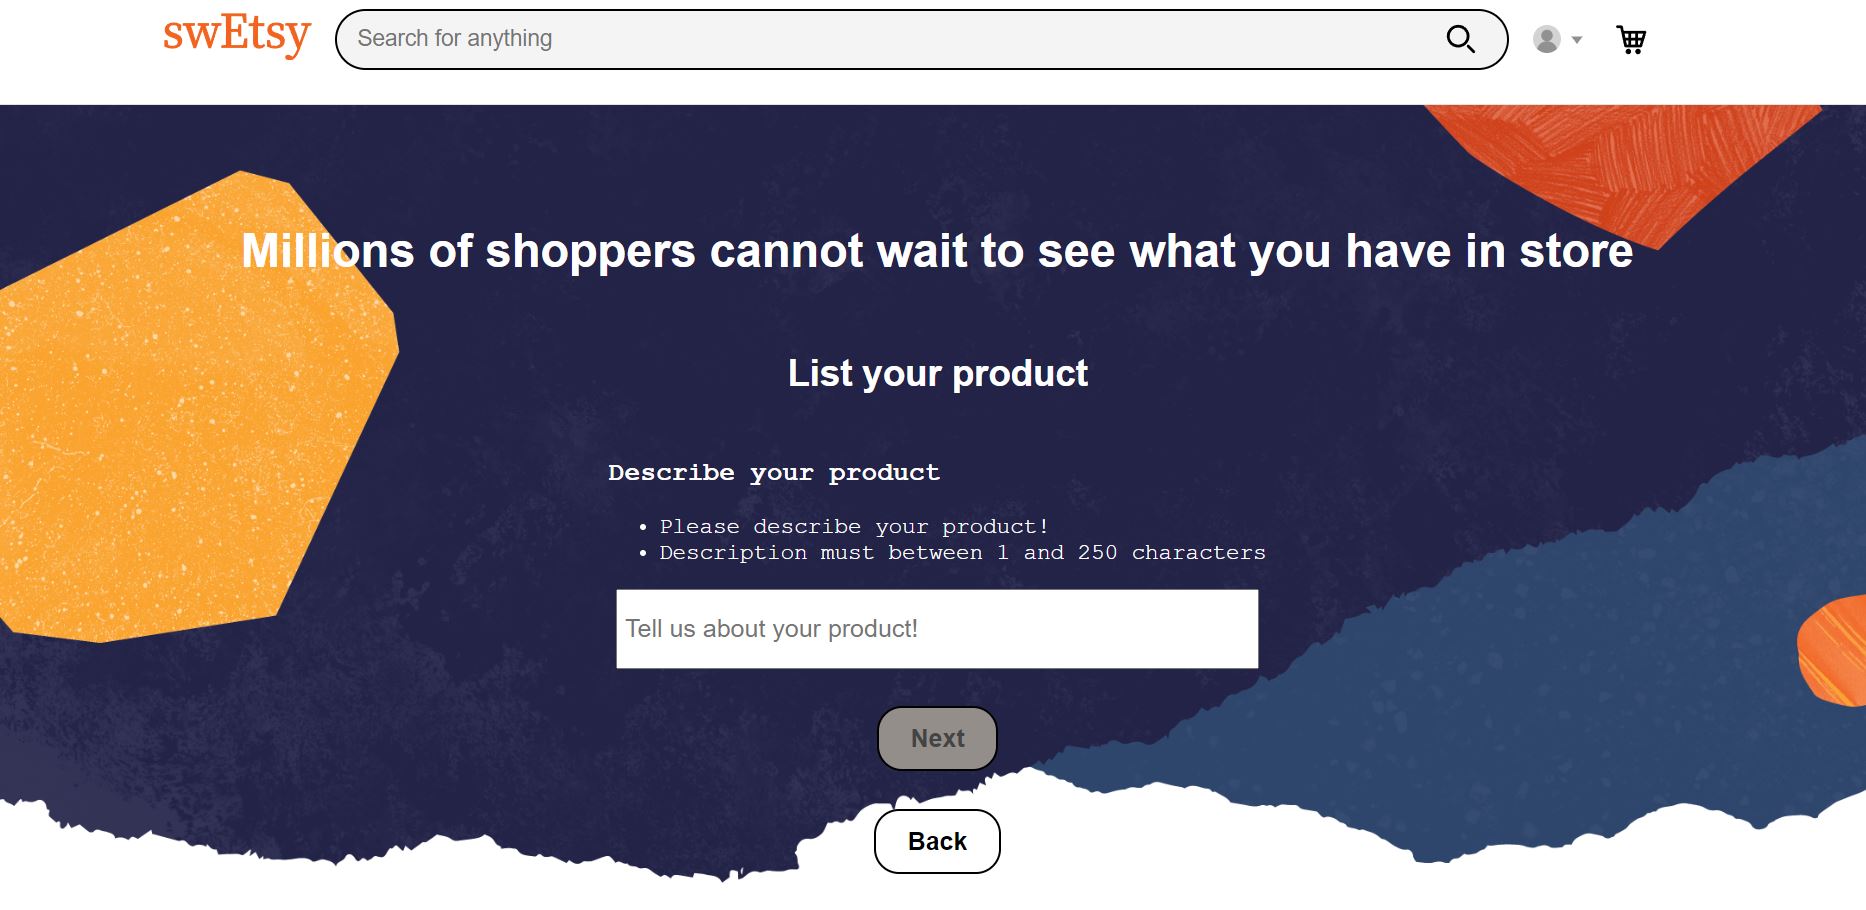 swEtsy
Search for anything
Millions of shoppers cannot wait to see what you have in store
List your product
Describe your product
Please describe your product!
Description must between 1 and 250 characters
Tell us about your product!
Next
Back